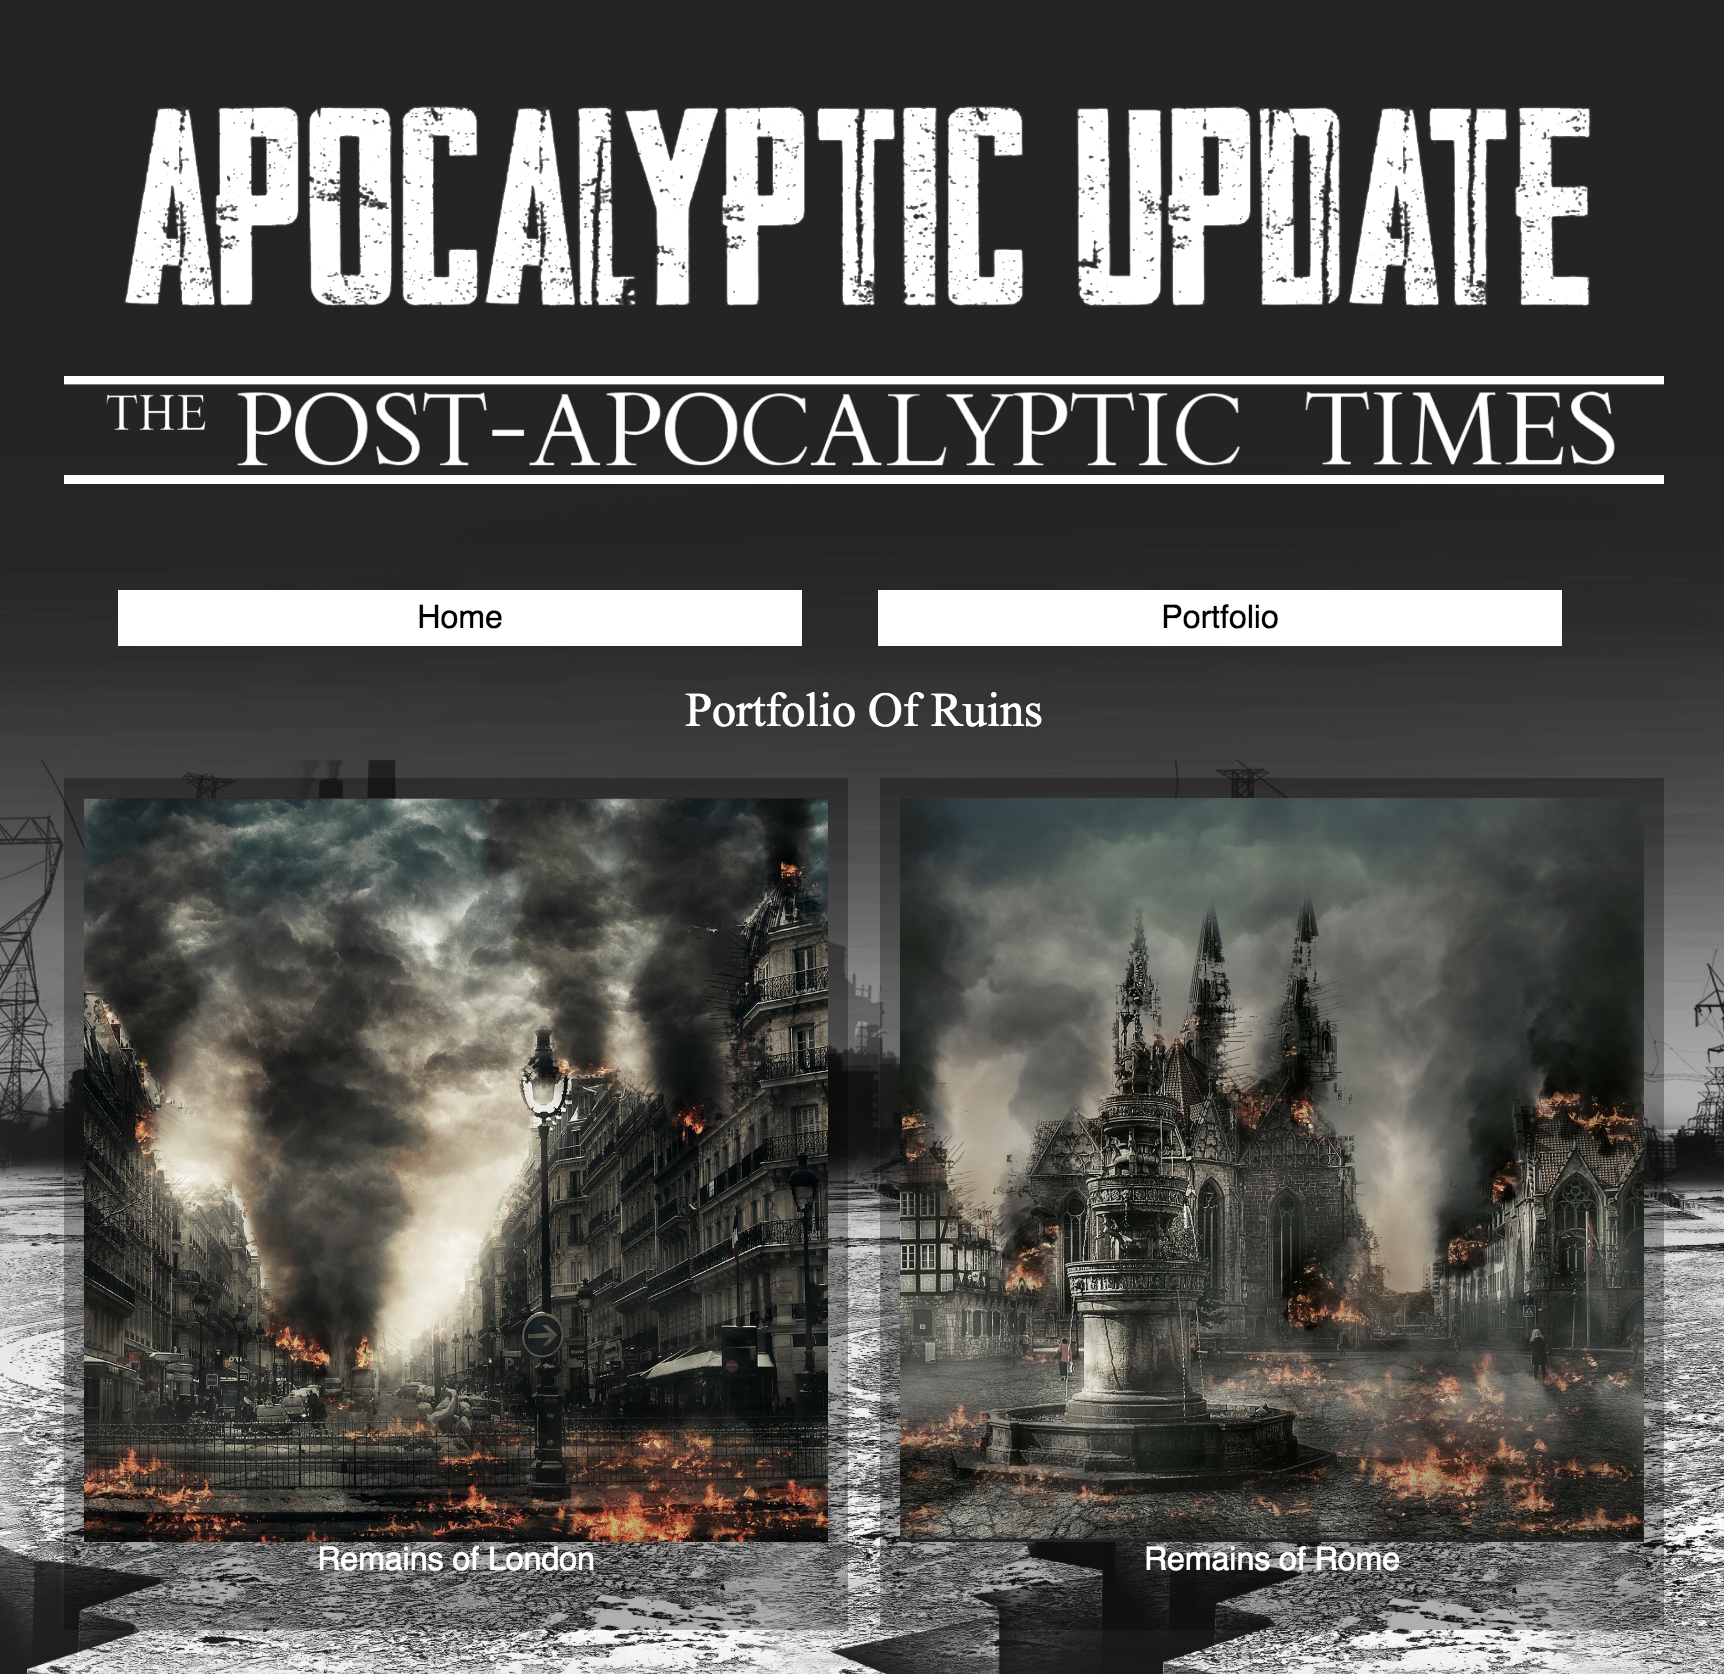 APOCALYPTIC UPDATE
THE POST-APOCALYPTIC TIMES
Home
Portfolio
Portfolio Of Ruins
Remains of London
Remains of Rome